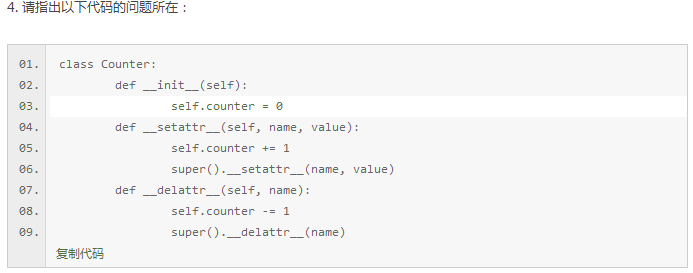 4. 请指出以下代码的问题所在：
01. class Counter:
02. def __init__(self):
03. self.counter = 0
04. def __setattr__(self, name, value):
05. self.counter += 1
06. super().__setattr__(name, value)
07. def __delattr__(self, name):
08. self.counter -= 1
09. super().__delattr__(name)
复制代码